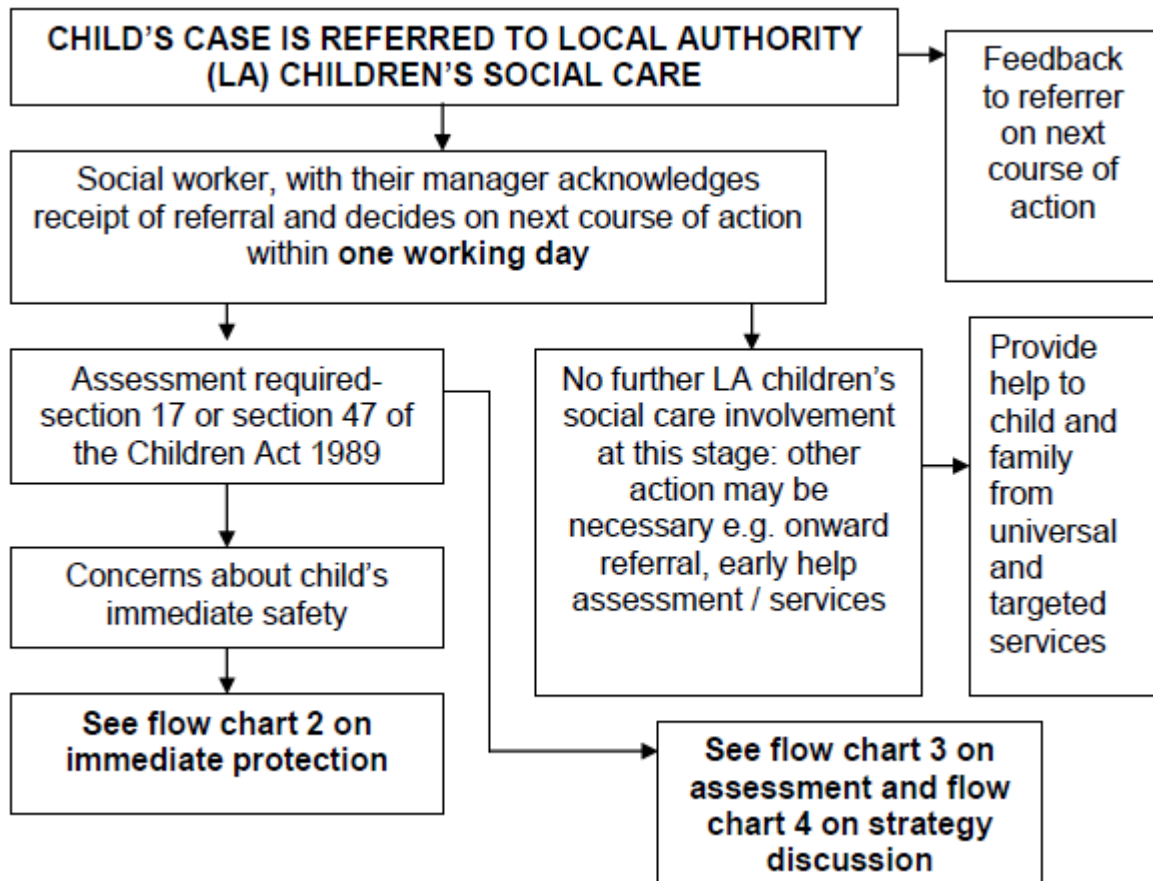 CHILD'S CASE IS REFERRED TO LOCAL AUTHORITY
(LA) CHILDREN'S SOCIAL CARE
Feedback
to referrer
on next
course of
action
Social worker, with their manager acknowledges
receipt of referral and decides on next course of action
within one working day
Assessment required-
section 17 or section 47 of
the Children Act 1989
No further LA children's
social care involvement
at this stage: other
action may be
necessary e.g. onward
referral, early help
assessment / services
Provide
help to
child and
family
from
universal
and
targeted
services
Concerns about child's
immediate safety
See flow chart 2 on
immediate protection
See flow chart 3 on
assessment and flow
chart 4 on strategy
discussion